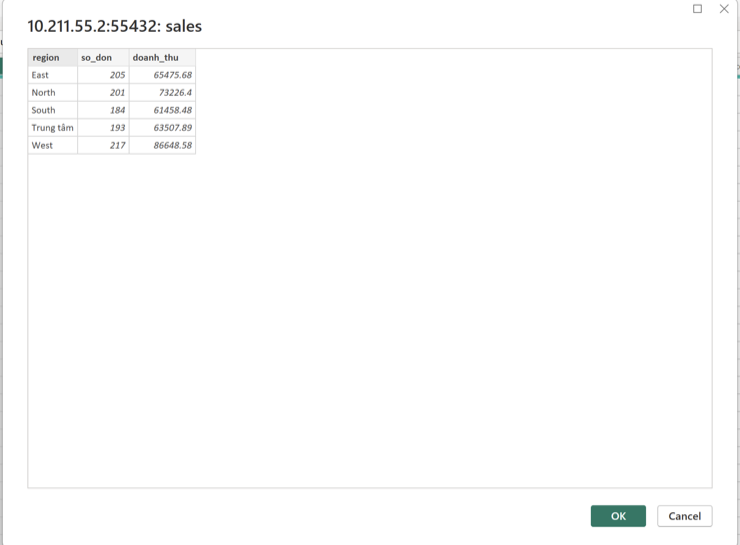 10.211.55.2:55432: sales
region so_don doanh_thu
East 205 65475.68
North 201 73226.4
South 184 61458.48
Trung tâm 193 63507.89
West 217 86648.58
OK Cancel